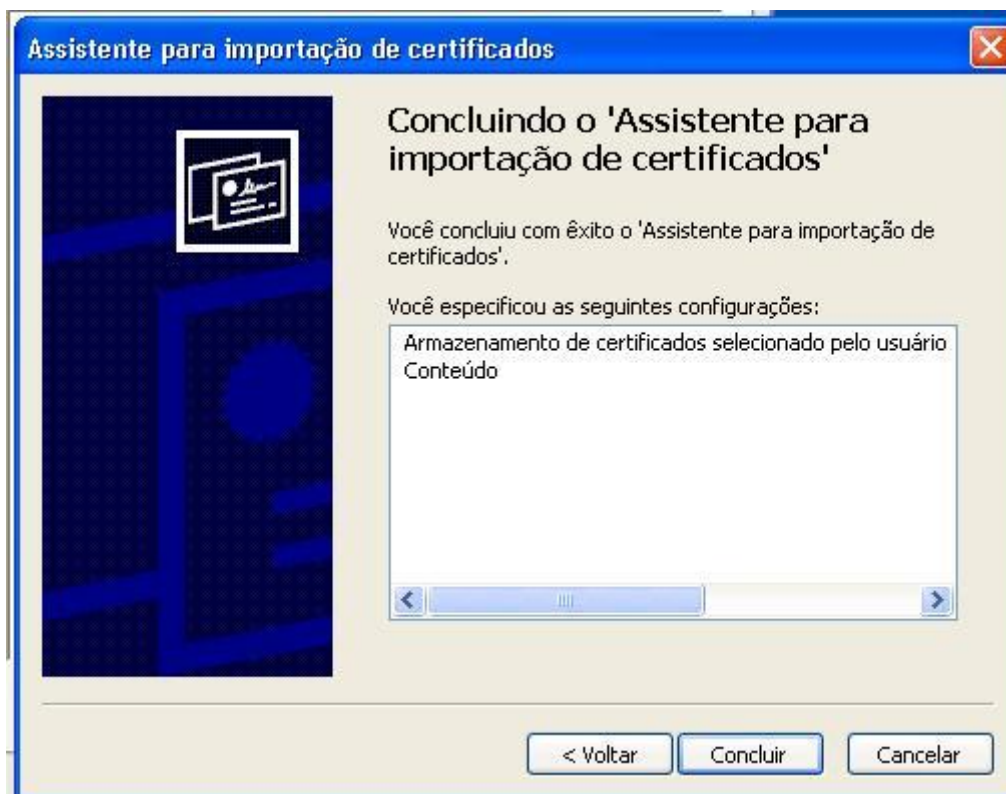 Assistente para importação de certificados
Concluindo o 'Assistente para
importação de certificados'
Você concluiu com êxito o 'Assistente para importação de
certificados'.
Você especificou as seguintes configurações:
Armazenamento de certificados selecionado pelo usuário
Conteúdo
< Voltar
Concluir
Cancelar